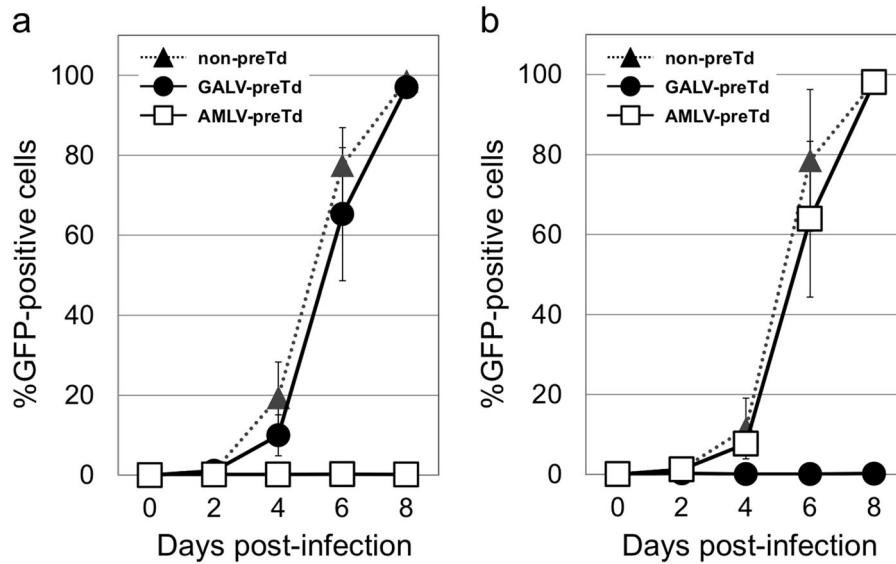 a
non-preTd
GALV-preTd
AMLV-preTd
%GFP-positive cells
100
80
60
40
20
0
0 2 4 6 8
Days post-infection
b
non-preTd
GALV-preTd
AMLV-preTd
%GFP-positive cells
100
80
60
40
20
0
0 2 4 6 8
Days post-infection